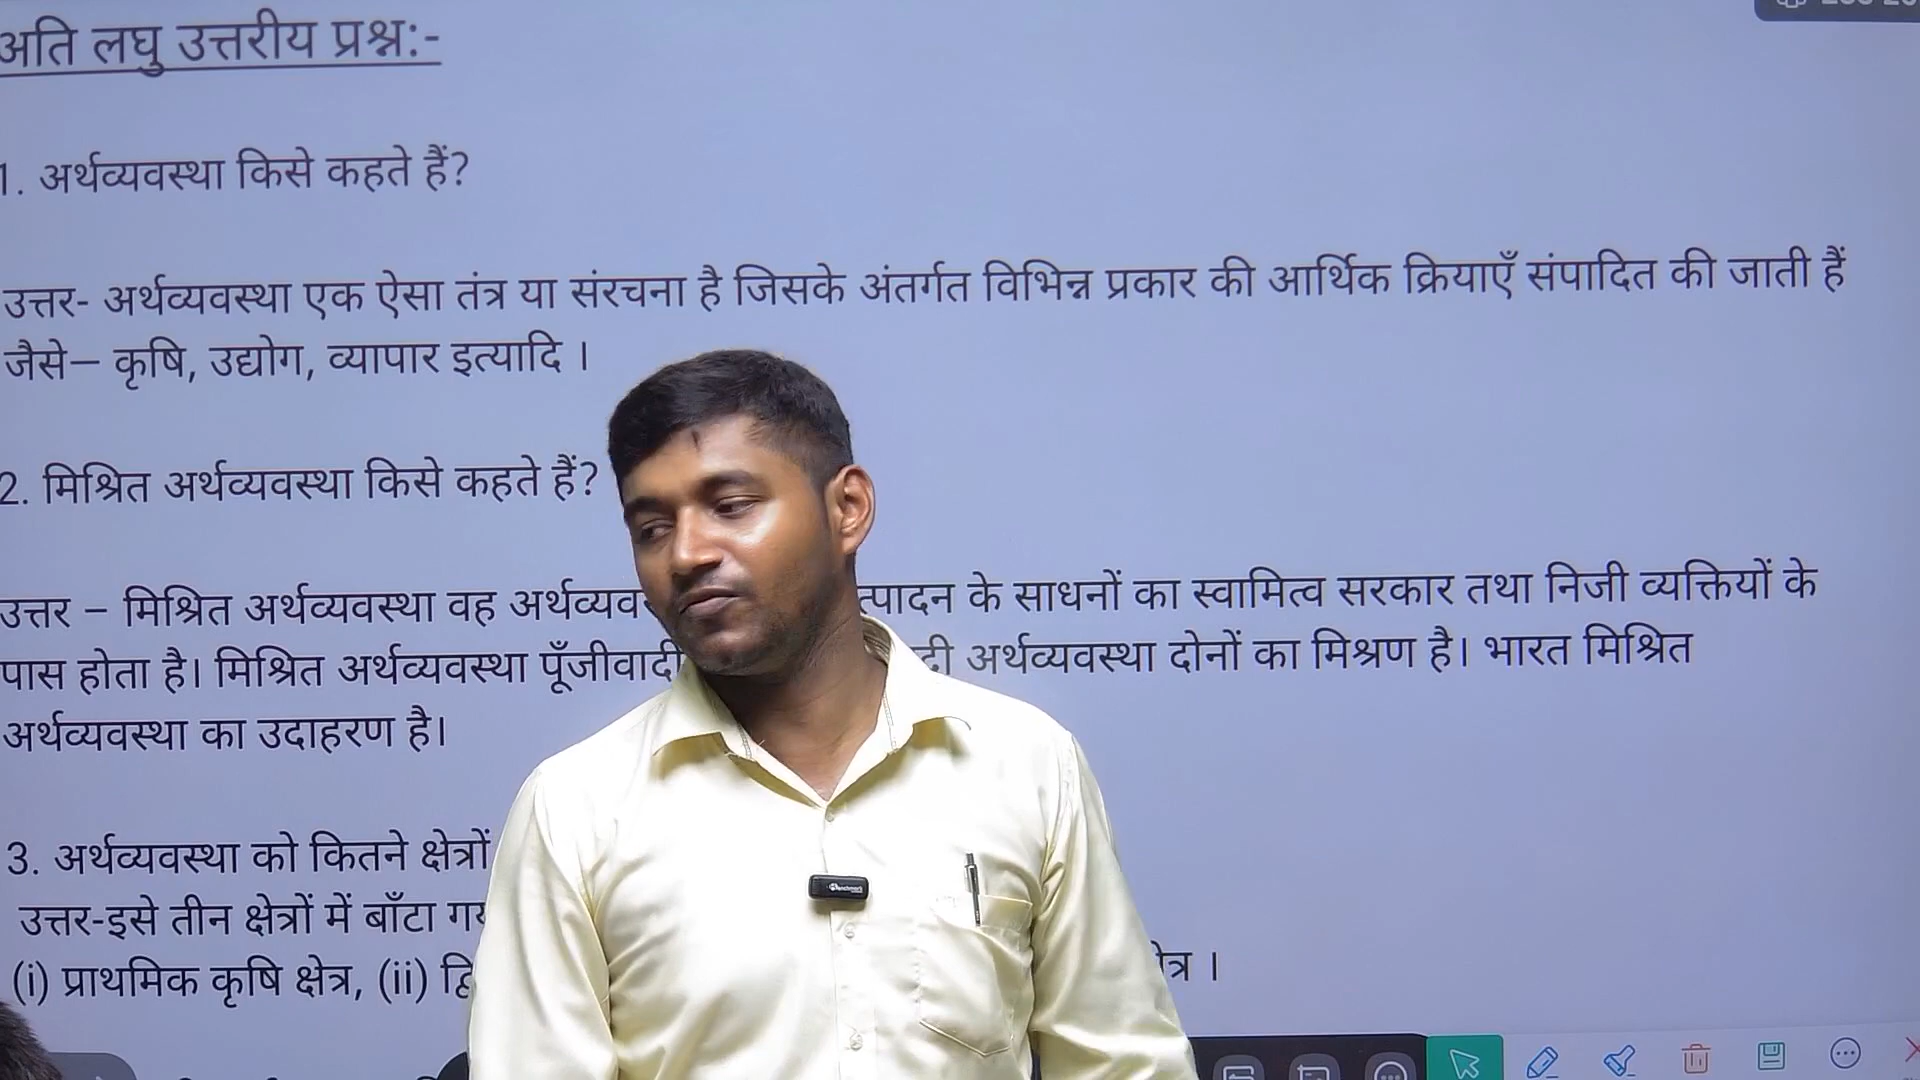 अति लघु उत्तरीय प्रश्न:-
1. अर्थव्यवस्था किसे कहते हैं?
उत्तर- अर्थव्यवस्था एक ऐसा तंत्र या संरचना है जिसके अंतर्गत विभिन्न प्रकार की आर्थिक क्रियाएँ संपादित की जाती हैं
जैसे– कृषि, उद्योग, व्यापार इत्यादि ।
2. मिश्रित अर्थव्यवस्था किसे कहते हैं?
उत्तर – मिश्रित अर्थव्यवस्था वह के साधनों का स्वामित्व सरकार तथा निजी व्यक्तियों के
पास होता है। मिश्रित अर्थव्यवस्था पूँजीवादी अर्थव्यवस्था दोनों का मिश्रण है। भारत मिश्रित
अर्थव्यवस्था का उदाहरण है।
3. अर्थव्यवस्था को कितने क्षेत्रों
उत्तर-इसे तीन क्षेत्रों में बाँटा
(i) प्राथमिक कृषि क्षेत्र, (ii)